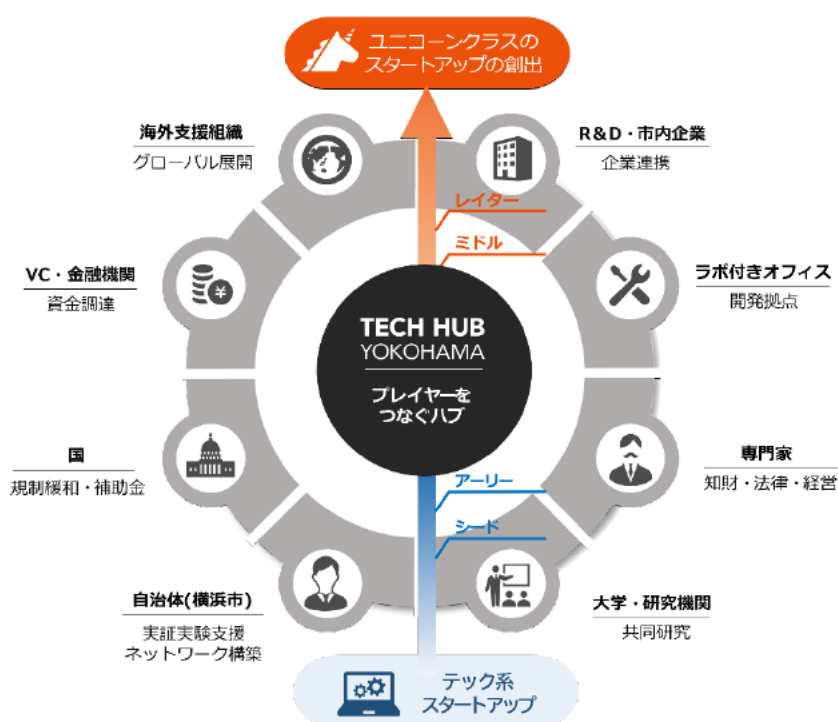 ユニコーンクラスの
スタートアップの創出
海外支援組織
グローバル展開
R&D・市内企業
企業連携
レイター
ミドル
VC・金融機関
資金調達
ラボ付きオフィス
開発拠点
TECH HUB
YOKOHAMA
プレイヤーを
つなぐハブ
国
規制緩和・補助金
専門家
知財・法律・経営
アーリー
シード
自治体(横浜市)
実証実験支援
ネットワーク構築
大学・研究機関
共同研究
テック系
スタートアップ